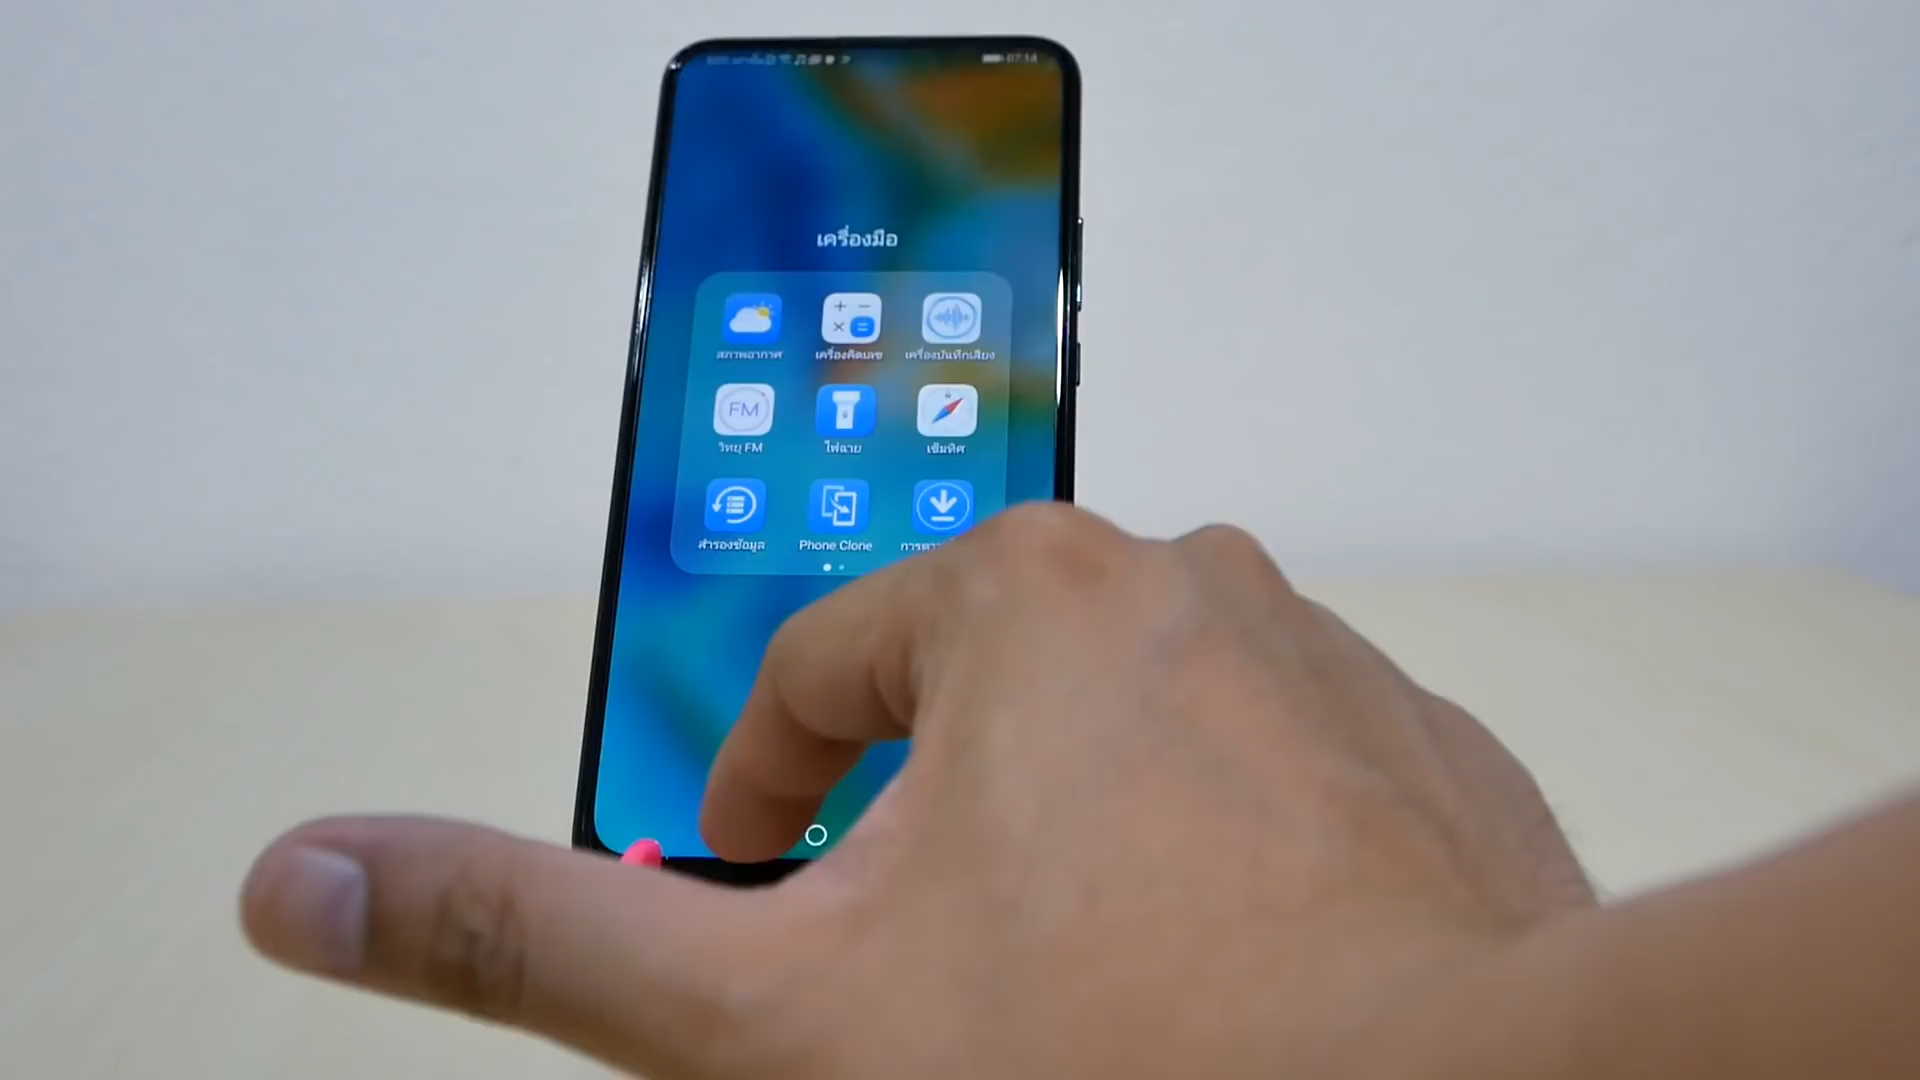 07:14
เครื่องมือ
สภาพอากาศ เครื่องคิดเลข เครื่องบันทึกเสียง
FM
วิทยุ FM ไฟฉาย เข็มทิศ
สำรองข้อมูล Phone Clone